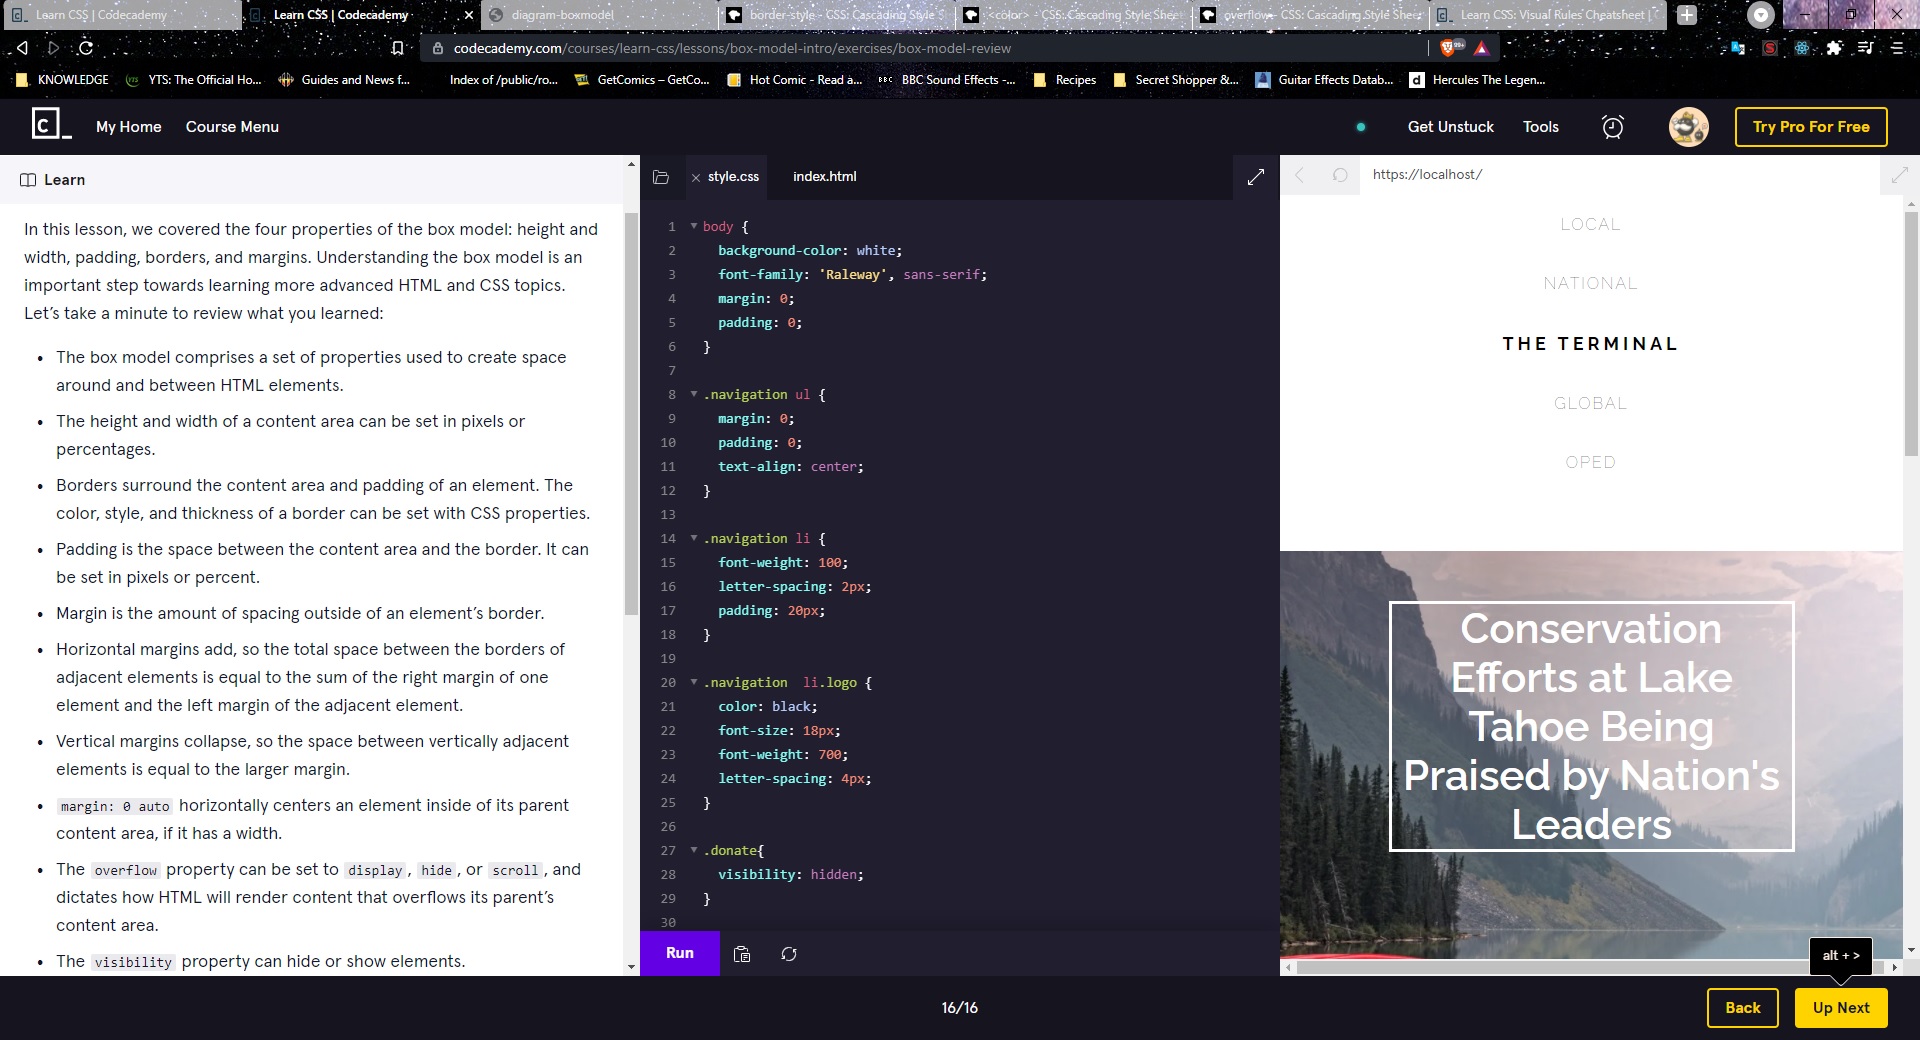 Learn CSS | Codecademy
Learn CSS | Codecademy
diagram-boxmodel
border-style - CSS: Cascading Style S
<color> - CSS: Cascading Style Shee
overflow - CSS: Cascading Style Shee
Learn CSS: Visual Rules Cheatsheet | C
codecademy.com/courses/learn-css/lessons/box-model-intro/exercises/box-model-review
99+
KNOWLEDGE
YTS: The Official Ho...
Guides and News f...
Index of /public/ro...
GetComics – GetCo...
Hot Comic - Read a...
BBC Sound Effects -...
Recipes
Secret Shopper &...
Guitar Effects Datab...
Hercules The Legen...
My Home
Course Menu
Get Unstuck
Tools
Try Pro For Free
Learn
In this lesson, we covered the four properties of the box model: height and
width, padding, borders, and margins. Understanding the box model is an
important step towards learning more advanced HTML and CSS topics.
Let's take a minute to review what you learned:
• The box model comprises a set of properties used to create space
around and between HTML elements.
• The height and width of a content area can be set in pixels or
percentages.
• Borders surround the content area and padding of an element. The
color, style, and thickness of a border can be set with CSS properties.
• Padding is the space between the content area and the border. It can
be set in pixels or percent.
• Margin is the amount of spacing outside of an element's border.
• Horizontal margins add, so the total space between the borders of
adjacent elements is equal to the sum of the right margin of one
element and the left margin of the adjacent element.
• Vertical margins collapse, so the space between vertically adjacent
elements is equal to the larger margin.
• margin: 0 auto horizontally centers an element inside of its parent
content area, if it has a width.
• The overflow property can be set to display, hide, or scroll, and
dictates how HTML will render content that overflows its parent's
content area.
• The visibility property can hide or show elements.
style.css
index.html
1 body {
2 background-color: white;
3 font-family: 'Raleway', sans-serif;
4 margin: 0;
5 padding: 0;
6 }
7
8 .navigation ul {
9 margin: 0;
10 padding: 0;
11 text-align: center;
12 }
13
14 .navigation li {
15 font-weight: 100;
16 letter-spacing: 2px;
17 padding: 20px;
18 }
19
20 .navigation  li.logo {
21 color: black;
22 font-size: 18px;
23 font-weight: 700;
24 letter-spacing: 4px;
25 }
26
27 .donate{
28 visibility: hidden;
29 }
30
Run
https://localhost/
LOCAL
NATIONAL
THE TERMINAL
GLOBAL
OPED
Conservation
Efforts at Lake
Tahoe Being
Praised by Nation's
Leaders
alt + >
16/16
Back
Up Next